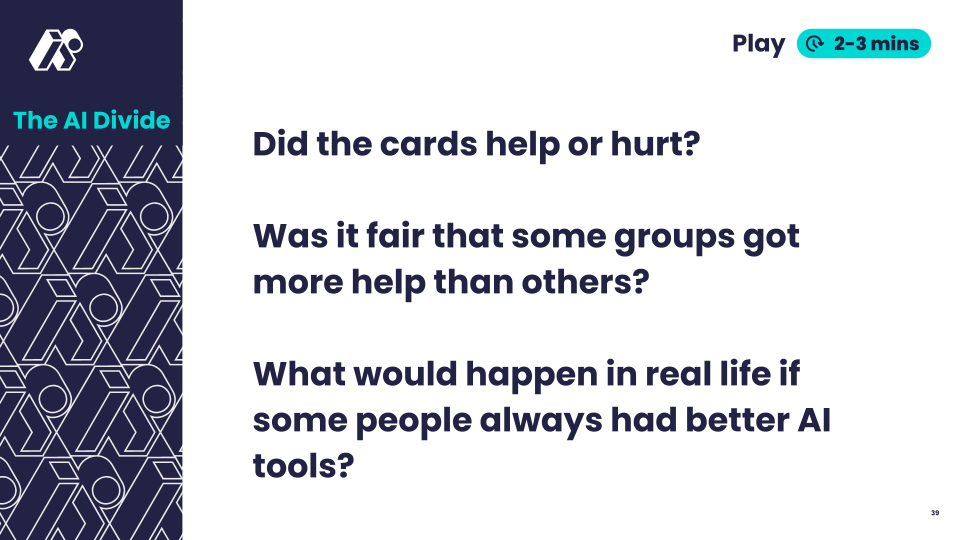 The AI Divide
Play
2-3 mins
Did the cards help or hurt?
Was it fair that some groups got
more help than others?
What would happen in real life if
some people always had better AI
tools?
39